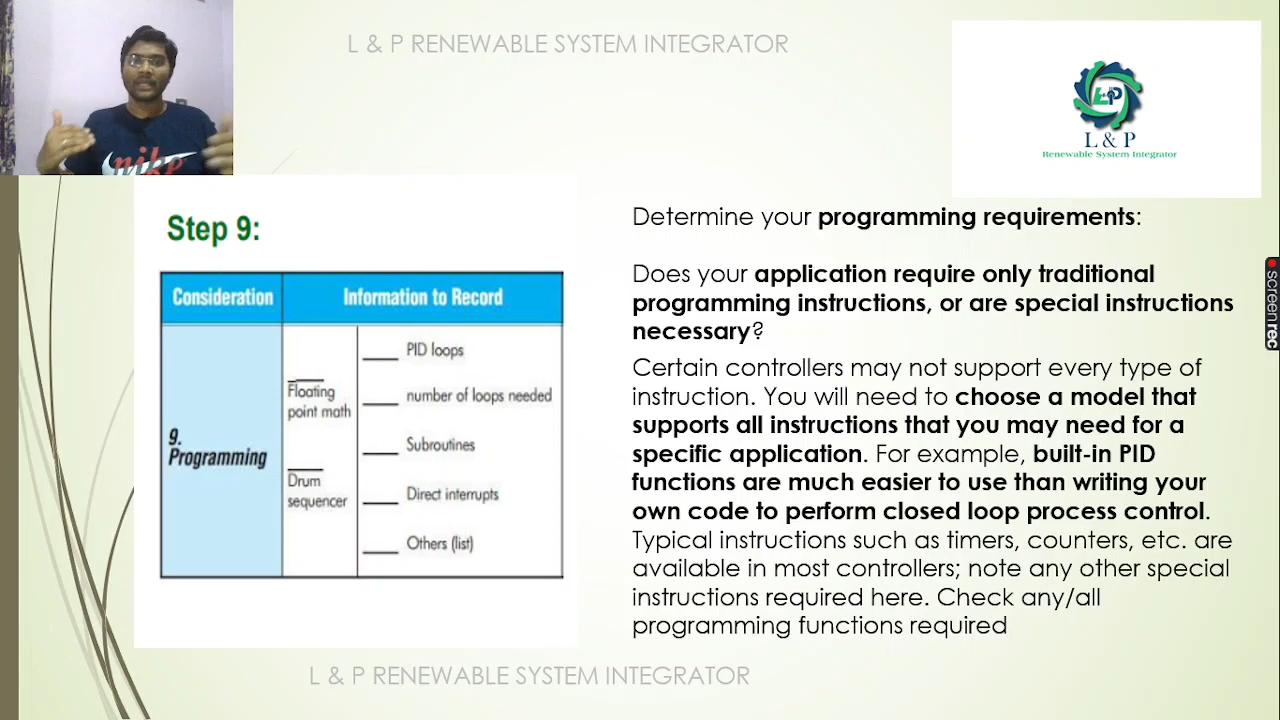 L & P RENEWABLE SYSTEM INTEGRATOR
L&P
L & P
Renewable System Integrator
nike
Step 9:
Consideration
Information to Record
9.
Programming
Floating
point math
Drum
sequencer
PID loops
number of loops needed
Subroutines
Direct interrupts
Others (list)
Determine your programming requirements:
Does your application require only traditional
programming instructions, or are special instructions
necessary?
Certain controllers may not support every type of
instruction. You will need to choose a model that
supports all instructions that you may need for a
specific application. For example, built-in PID
functions are much easier to use than writing your
own code to perform closed loop process control.
Typical instructions such as timers, counters, etc. are
available in most controllers; note any other special
instructions required here. Check any/all
programming functions required
L & P RENEWABLE SYSTEM INTEGRATOR
screenrec